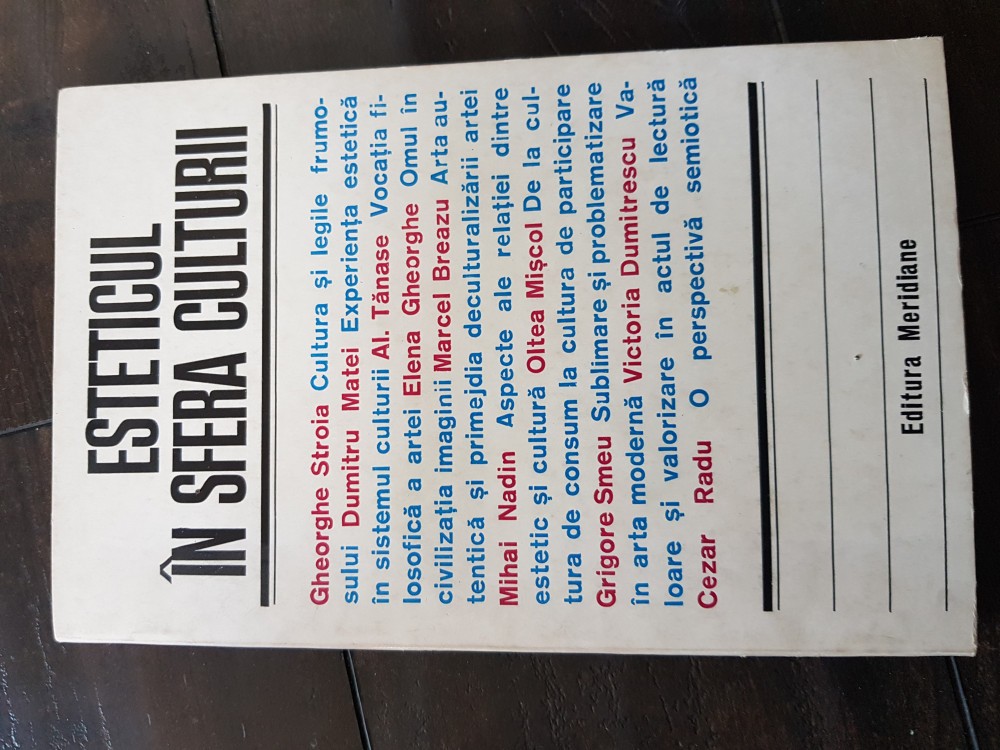 ESTETICUL
ÎN SFERA CULTURII
Gheorghe Stroia Cultura și legile frumo-
sului Dumitru Matei Experiența estetică
în sistemul culturii Al. Tănase Vocația fi-
losofică a artei Elena Gheorghe Omul în
civilizația imaginii Marcel Breazu Arta au-
tentică și primejdia deculturalizării artei
Mihai Nadin Aspecte ale relației dintre
estetic și cultură Oltea Mișcol De la cul-
tura de consum la cultura de participare
Grigore Smeu Sublimare și problematizare
în arta modernă Victoria Dumitrescu Va-
loare și valorizare în actul de lectură
Cezar Radu O perspectivă semiotică
Editura Meridiane